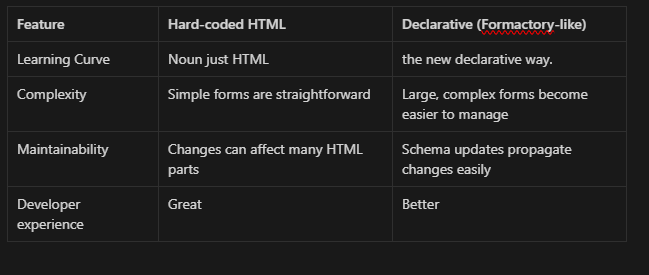 Feature Hard-coded HTML Declarative (Formactory-like)
Learning Curve Noun just HTML the new declarative way.
Complexity Simple forms are straightforward Large, complex forms become
easier to manage
Maintainability Changes can affect many HTML Schema updates propagate
parts changes easily
Developer Great Better
experience